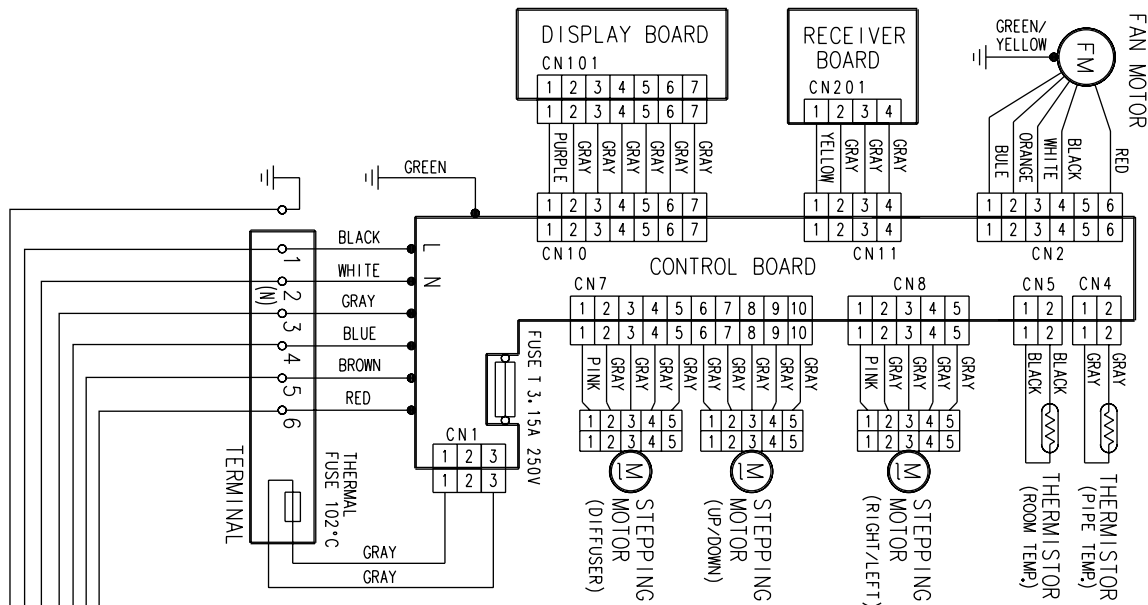 DISPLAY BOARD
CN101
1 2 3 4 5 6 7
1 2 3 4 5 6 7
PURPLE
GRAY
GRAY
GRAY
GRAY
GRAY
GRAY
1 2 3 4 5 6 7
1 2 3 4 5 6 7
CN10
RECEIVER
BOARD
CN201
1 2 3 4
YELLOW
GRAY
GRAY
GRAY
1 2 3 4
1 2 3 4
CN11
FAN MOTOR
GREEN/
YELLOW
FM
BULE
ORANGE
WHITE
BLACK
RED
1 2 3 4 5 6
1 2 3 4 5 6
CN2
GREEN
CONTROL BOARD
L
N
BLACK
WHITE
GRAY
BLUE
BROWN
RED
1
2
(N)
3
4
5
6
TERMINAL
THERMAL
FUSE 102°C
GRAY
GRAY
CN1
1 2 3
1 2 3
FUSE T3.15A 250V
CN7
1 2 3 4 5 6 7 8 9 10
1 2 3 4 5 6 7 8 9 10
PINK
GRAY
GRAY
GRAY
GRAY
GRAY
GRAY
GRAY
GRAY
1 2 3 4 5
1 2 3 4 5
M
STEPPING
MOTOR
(DIFFUSER)
1 2 3 4 5
1 2 3 4 5
M
STEPPING
MOTOR
(UP/DOWN)
CN8
1 2 3 4 5
1 2 3 4 5
PINK
GRAY
GRAY
GRAY
GRAY
1 2 3 4 5
1 2 3 4 5
M
STEPPING
MOTOR
(RIGHT/LEFT)
CN5
1 2
1 2
BLACK
BLACK
THERMISTOR
(ROOM TEMP.)
CN4
1 2
1 2
GRAY
GRAY
THERMISTOR
(PIPE TEMP.)